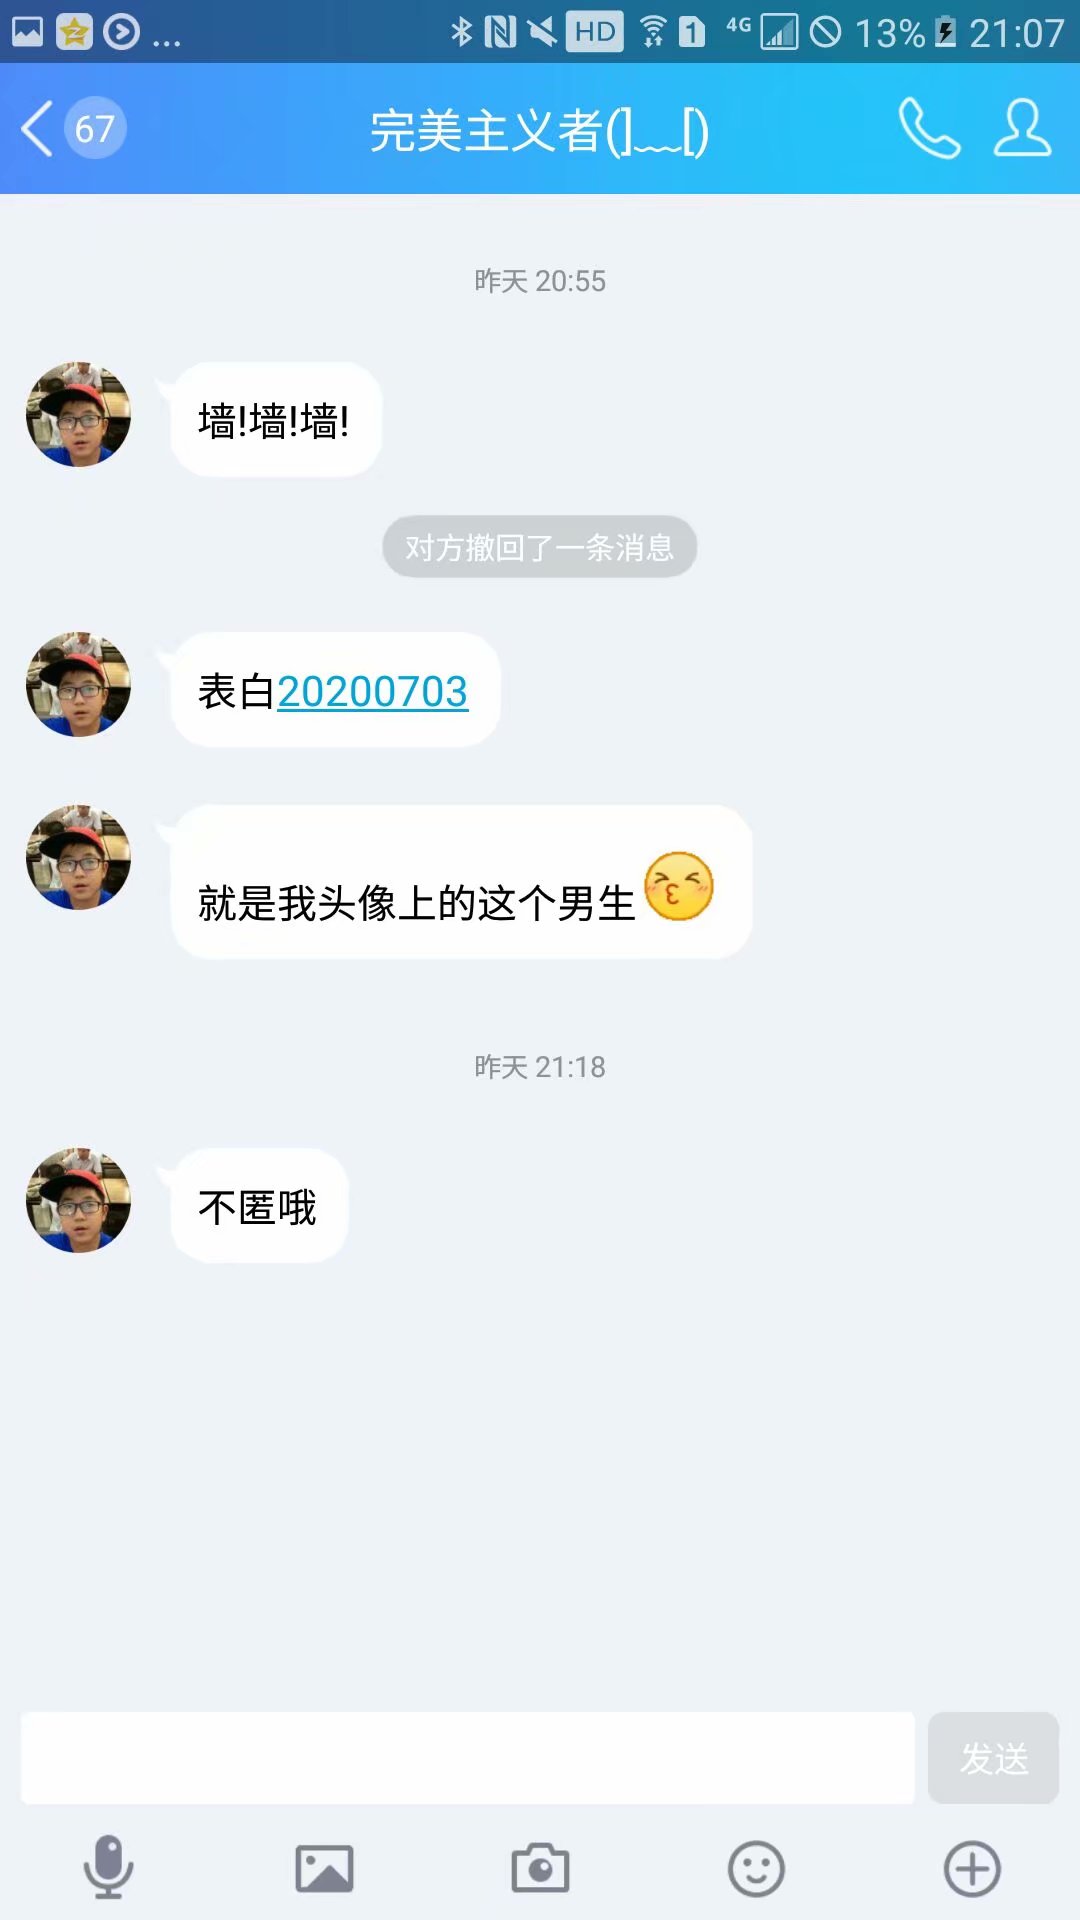 ... HD 1 4G 13% 21:07
67 完美主义者(]﹏[)
昨天 20:55
墙!墙!墙!
对方撤回了一条消息
表白20200703
就是我头像上的这个男生
昨天 21:18
不匿哦
发送